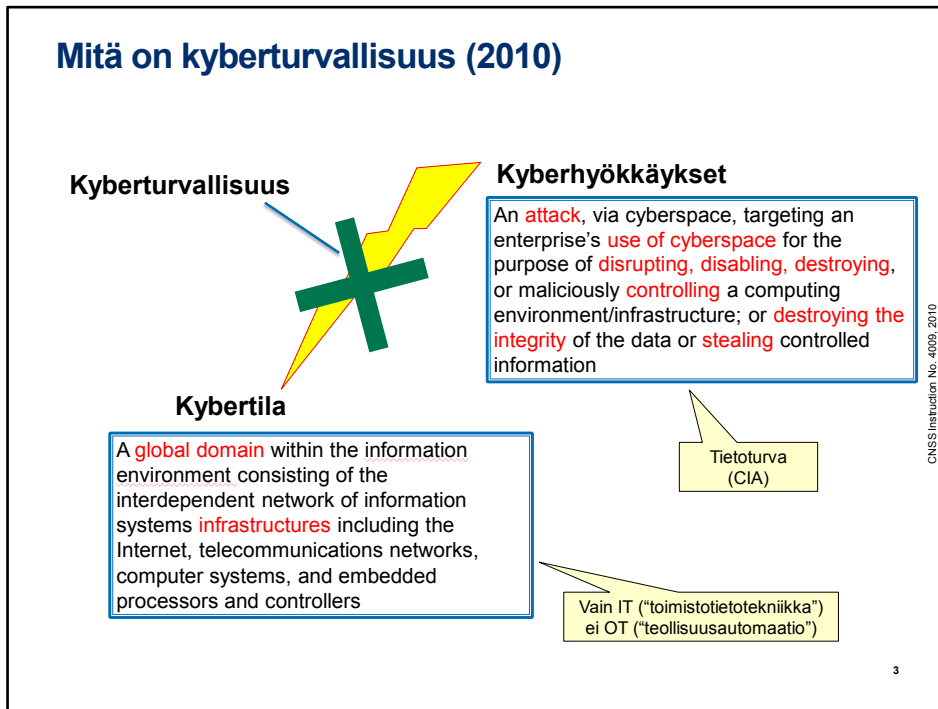 Mitä on kyberturvallisuus (2010)
Kyberturvallisuus
Kyberhyökkäykset
An attack, via cyberspace, targeting an
enterprise’s use of cyberspace for the
purpose of disrupting, disabling, destroying,
or maliciously controlling a computing
environment/infrastructure; or destroying the
integrity of the data or stealing controlled
information
CNSS Instruction No. 4009, 2010
Kybertila
A global domain within the information
environment consisting of the
interdependent network of information
systems infrastructures including the
Internet, telecommunications networks,
computer systems, and embedded
processors and controllers
Tietoturva
(CIA)
Vain IT (“toimistotietotekniikka”)
ei OT (“teollisuusautomaatio”)
3